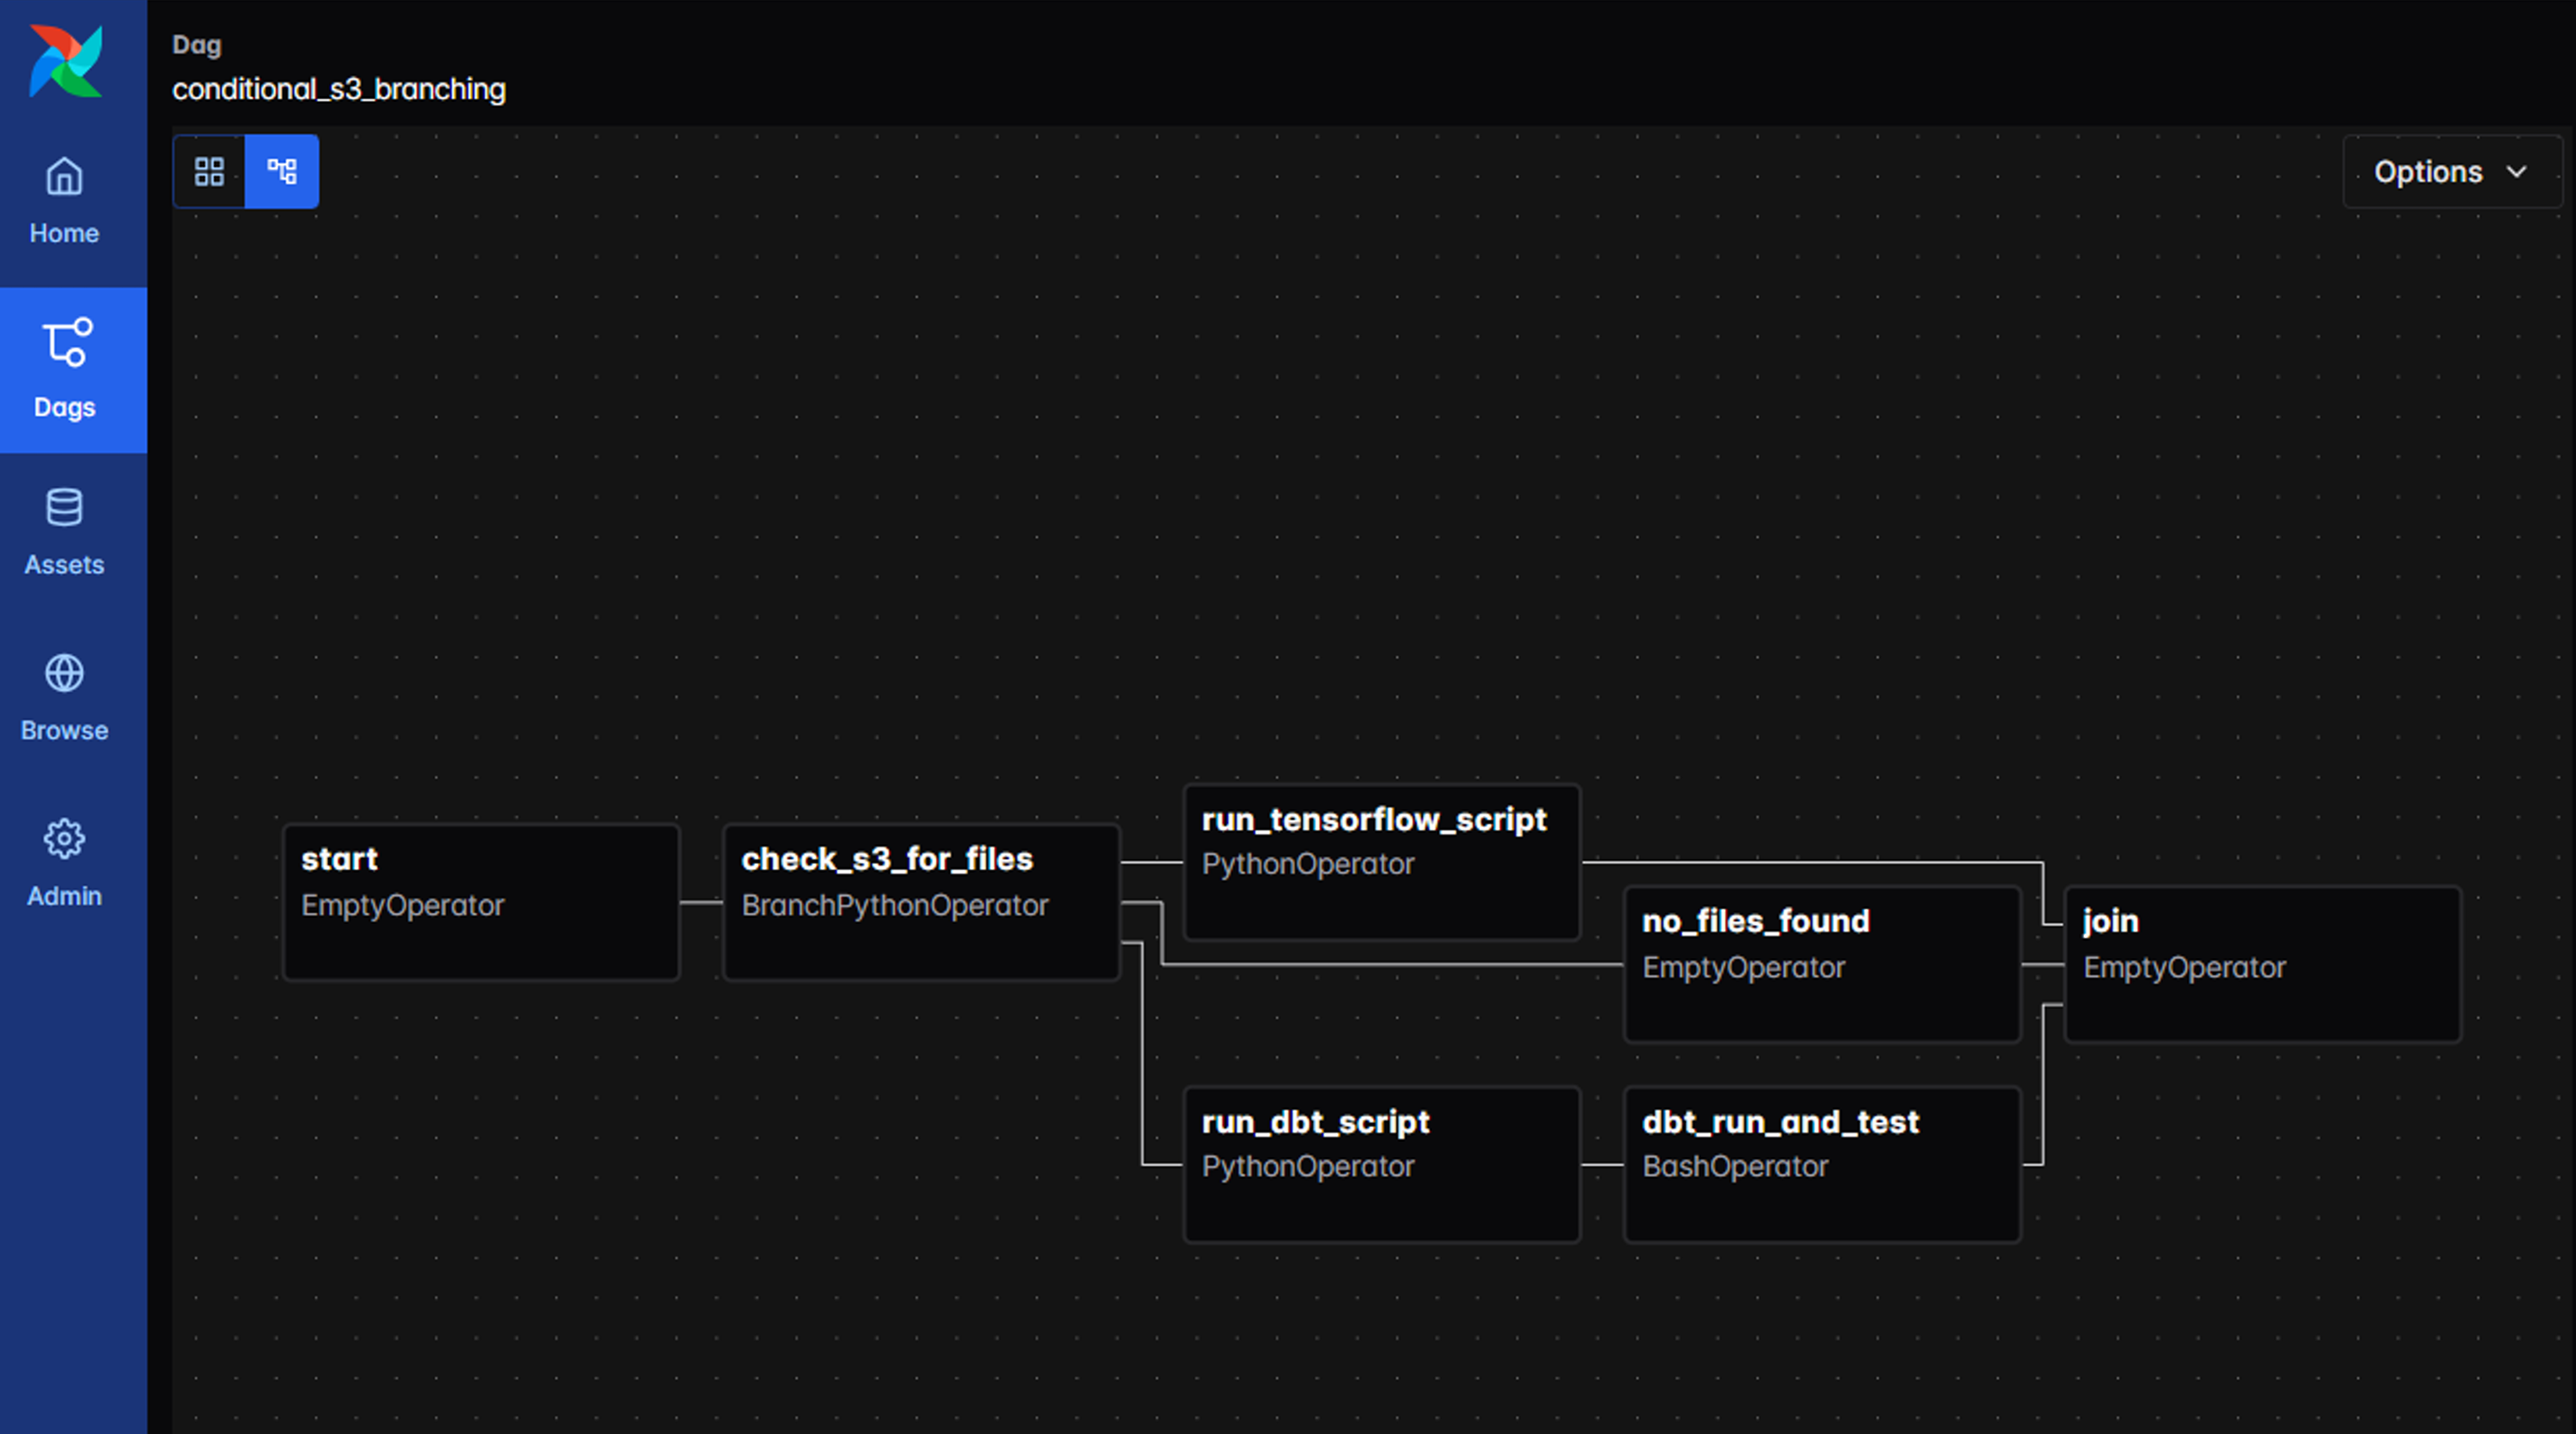 Dag
conditional_s3_branching
Options
Home
Dags
Assets
Browse
Admin
start
EmptyOperator
check_s3_for_files
BranchPythonOperator
run_tensorflow_script
PythonOperator
no_files_found
EmptyOperator
join
EmptyOperator
run_dbt_script
PythonOperator
dbt_run_and_test
BashOperator